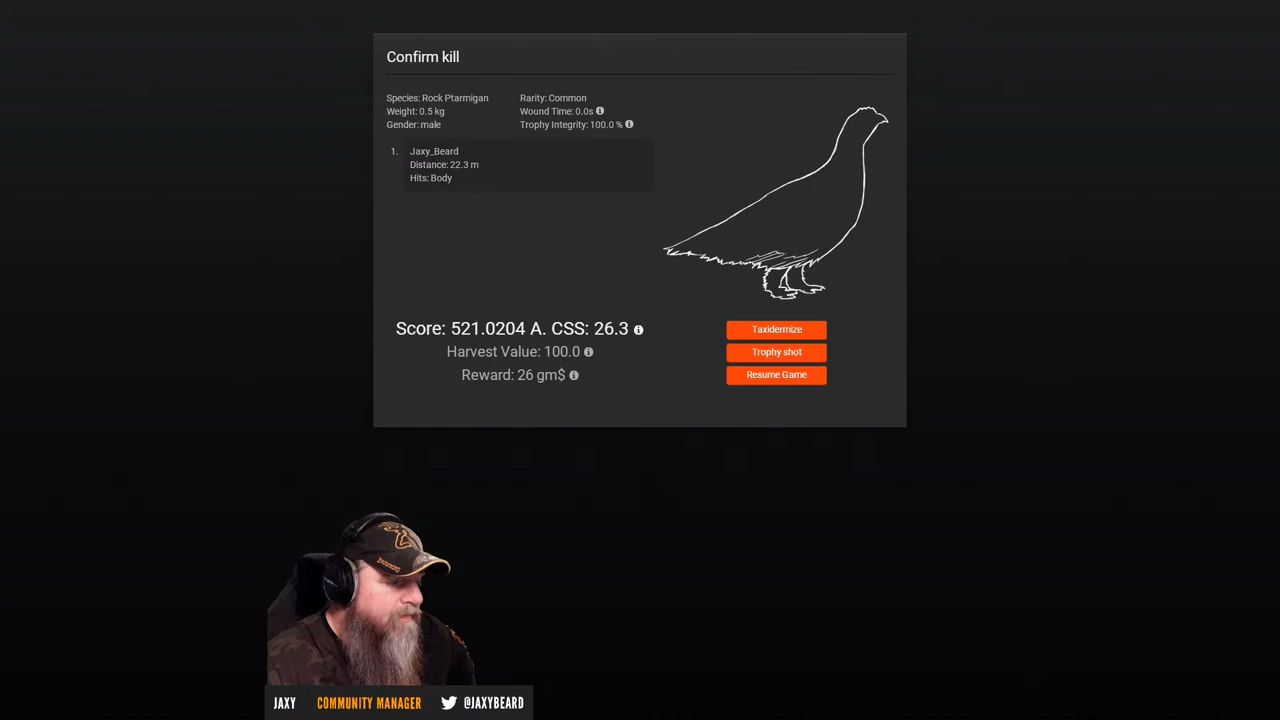 Confirm kill
Species: Rock Ptarmigan
Weight: 0.5 kg
Gender: male
Rarity: Common
Wound Time: 0.0s
Trophy Integrity: 100.0 %
1. Jaxy_Beard
Distance: 22.3 m
Hits: Body
Score: 521.0204 A. CSS: 26.3
Harvest Value: 100.0
Reward: 26 gm$
Taxidermize
Trophy shot
Resume Game
BROWNING
JAXY COMMUNITY MANAGER @JAXYBEARD